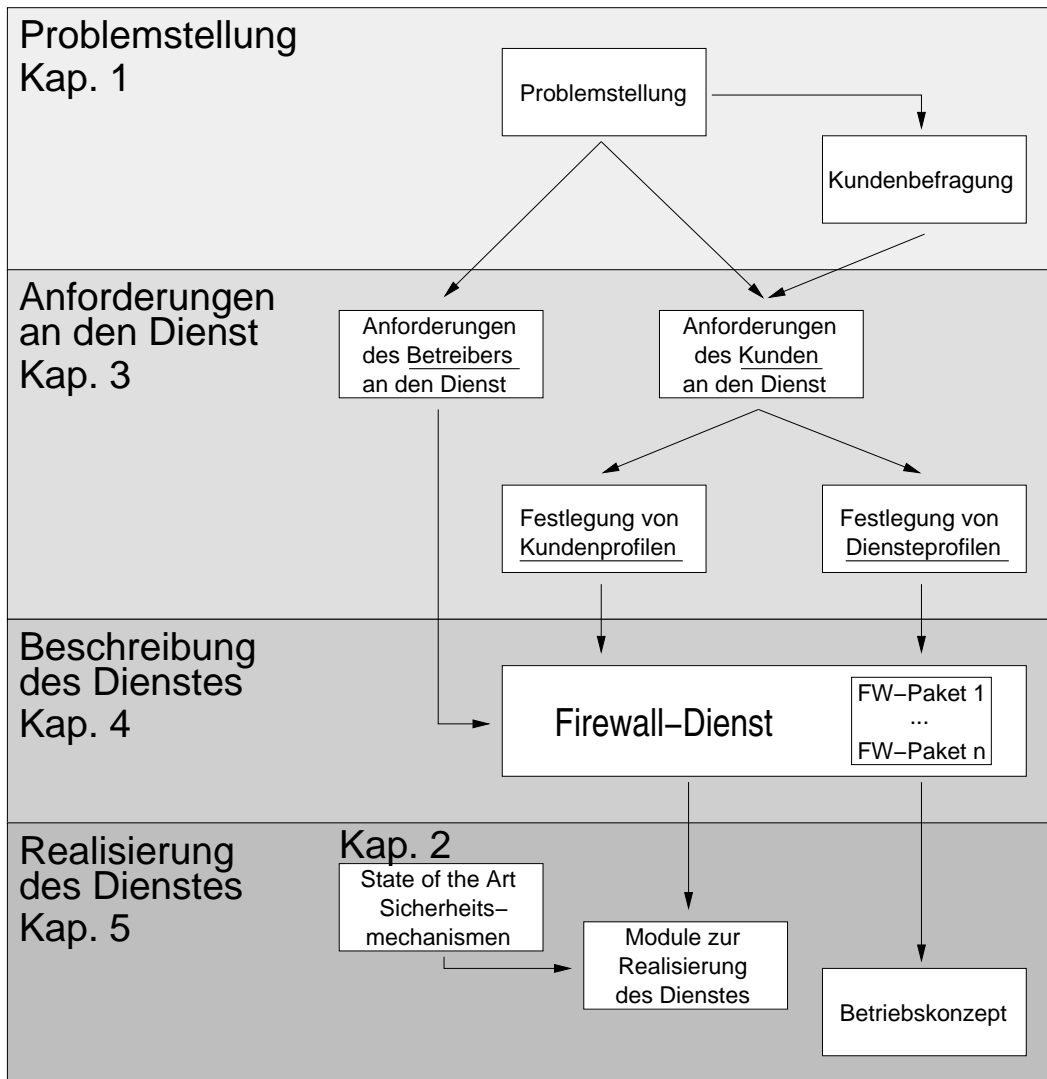 Problemstellung
Kap. 1
Problemstellung
Kundenbefragung
Anforderungen
an den Dienst
Kap. 3
Anforderungen
des Betreibers
an den Dienst
Anforderungen
des Kunden
an den Dienst
Festlegung von
Kundenprofilen
Festlegung von
Diensteprofilen
Beschreibung
des Dienstes
Kap. 4
Firewall–Dienst
FW–Paket 1
...
FW–Paket n
Realisierung
des Dienstes
Kap. 5
Kap. 2
State of the Art
Sicherheits–
mechanismen
Module zur
Realisierung
des Dienstes
Betriebskonzept